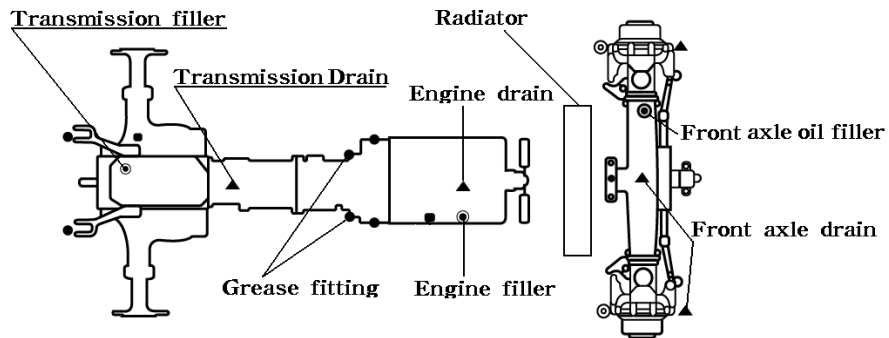 Transmission filler
Radiator
Transmission Drain
Engine drain
Front axle oil filler
Front axle drain
Grease fitting
Engine filler